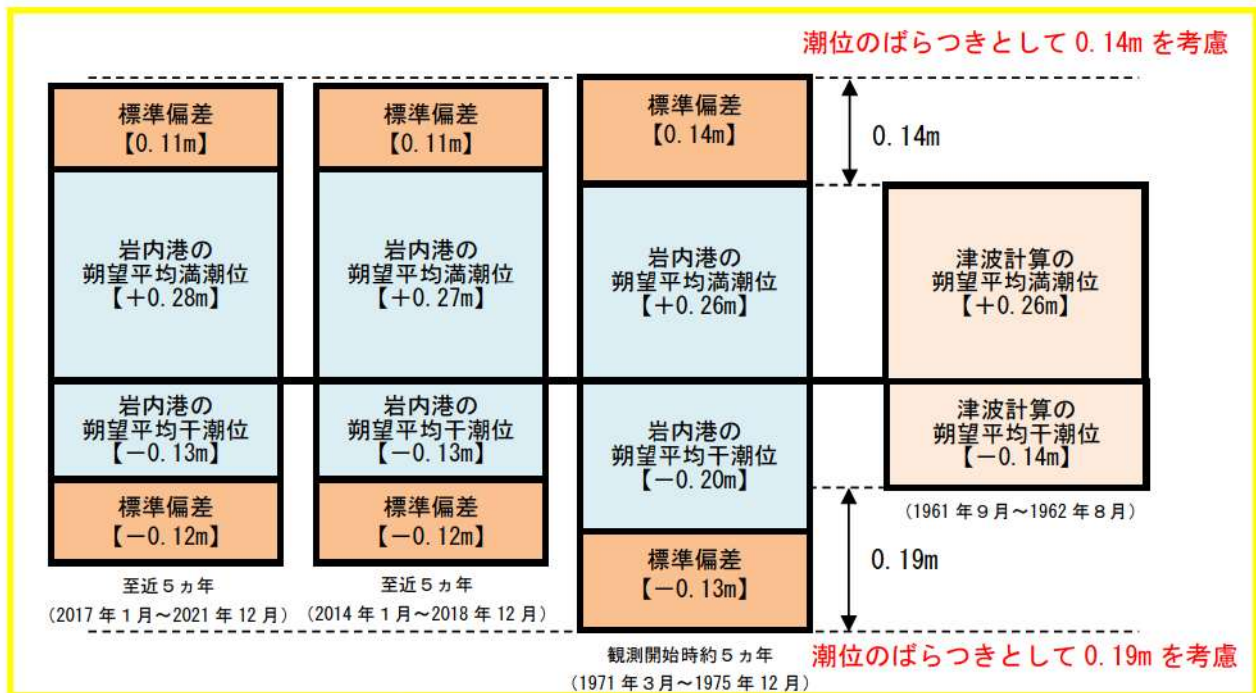 潮位のばらつきとして 0.14m を考慮
標準偏差
【0.11m】
岩内港の
朔望平均満潮位
【＋0.28m】
岩内港の
朔望平均干潮位
【－0.13m】
標準偏差
【－0.12m】
至近５ヵ年
(2017 年１月～2021 年 12 月)
標準偏差
【0.11m】
岩内港の
朔望平均満潮位
【＋0.27m】
岩内港の
朔望平均干潮位
【－0.13m】
標準偏差
【－0.12m】
至近５ヵ年
(2014 年１月～2018 年 12 月)
標準偏差
【0.14m】
岩内港の
朔望平均満潮位
【＋0.26m】
岩内港の
朔望平均干潮位
【－0.20m】
標準偏差
【－0.13m】
観測開始時約５ヵ年
(1971 年３月～1975 年 12 月)
0.14m
津波計算の
朔望平均満潮位
【＋0.26m】
津波計算の
朔望平均干潮位
【－0.14m】
(1961 年９月～1962 年８月)
0.19m
潮位のばらつきとして 0.19m を考慮